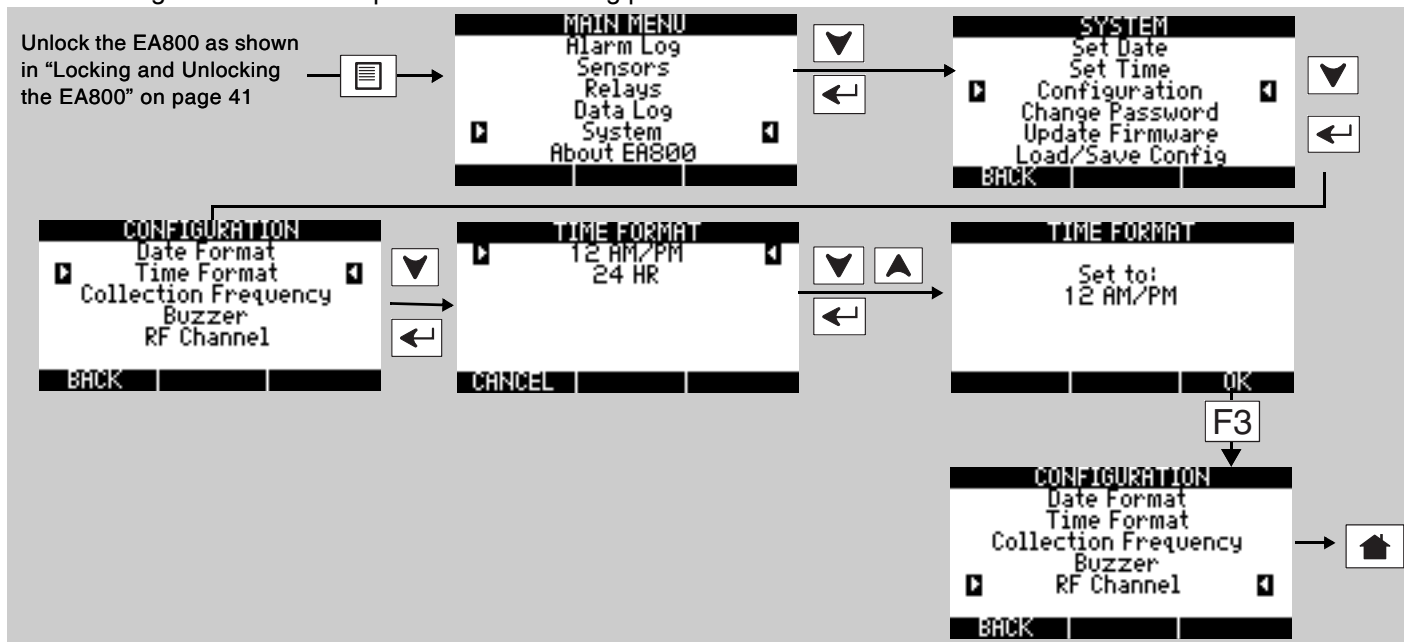 Unlock the EA800 as shown
in “Locking and Unlocking
the EA800” on page 41
MAIN MENU
Alarm Log
Sensors
Relays
Data Log
System
About EA800
SYSTEM
Set Date
Set Time
Configuration
Change Password
Update Firmware
Load/Save Config
BACK
CONFIGURATION
Date Format
Time Format
Collection Frequency
Buzzer
RF Channel
BACK
TIME FORMAT
12 AM/PM
24 HR
CANCEL
TIME FORMAT
Set to:
12 AM/PM
OK
F3
CONFIGURATION
Date Format
Time Format
Collection Frequency
Buzzer
RF Channel
BACK